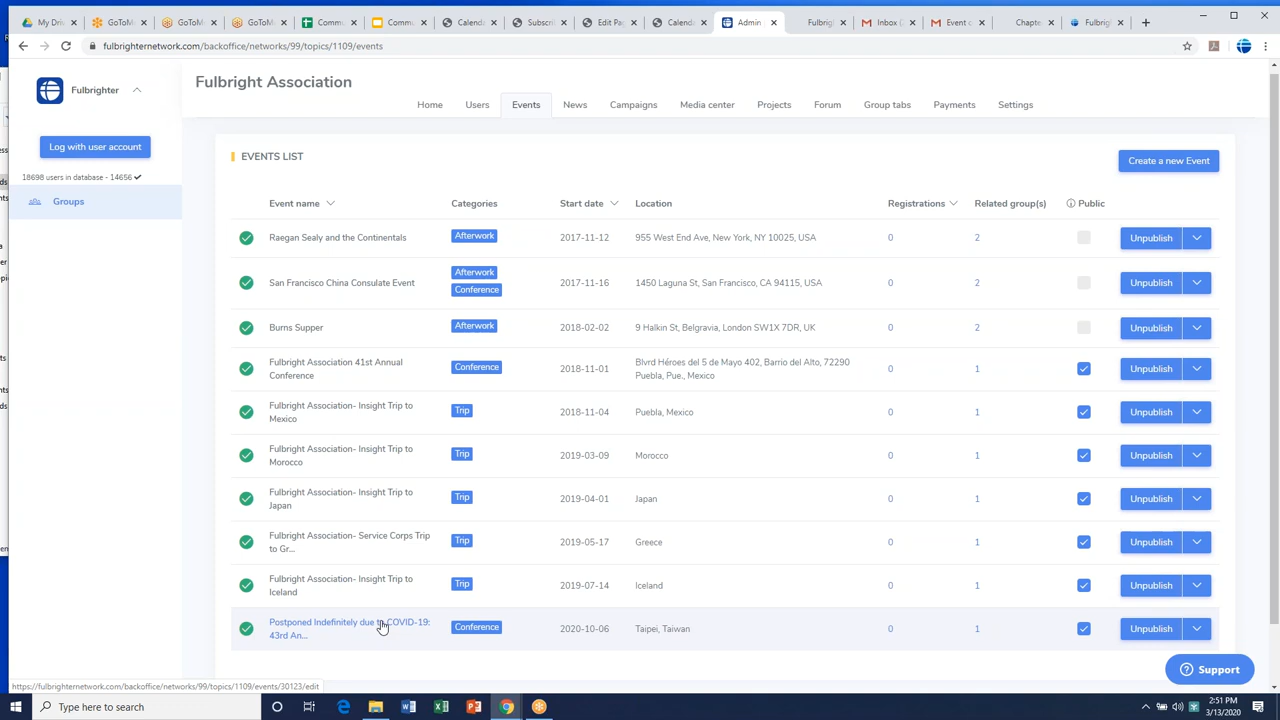 My Driv
GoToMe
GoToMe
GoToMe
Commu
Commu
Calenda
Subscri
Edit Pag
Calenda
Admin
Fulbrigh
Inbox (
Event c
Chapte
Fulbrigh
fulbrighternetwork.com/backoffice/networks/99/topics/1109/events
Fulbrighter
Fulbright Association
Home Users Events News Campaigns Media center Projects Forum Group tabs Payments Settings
Log with user account
18698 users in database - 14656
Groups
EVENTS LIST
Create a new Event
Event name Categories Start date Location Registrations Related group(s) Public
Raegan Sealy and the Continentals Afterwork 2017-11-12 955 West End Ave, New York, NY 10025, USA 0 2 Unpublish
San Francisco China Consulate Event Afterwork 2017-11-16 1450 Laguna St, San Francisco, CA 94115, USA 0 2 Unpublish
Conference
Burns Supper Afterwork 2018-02-02 9 Halkin St, Belgravia, London SW1X 7DR, UK 0 2 Unpublish
Fulbright Association 41st Annual Conference 2018-11-01 Blvrd Héroes del 5 de Mayo 402, Barrio del Alto, 72290 0 1 Unpublish
Conference Puebla, Pue., Mexico
Fulbright Association- Insight Trip to Trip 2018-11-04 Puebla, Mexico 0 1 Unpublish
Mexico
Fulbright Association- Insight Trip to Trip 2019-03-09 Morocco 0 1 Unpublish
Morocco
Fulbright Association- Insight Trip to Trip 2019-04-01 Japan 0 1 Unpublish
Japan
Fulbright Association- Service Corps Trip Trip 2019-05-17 Greece 0 1 Unpublish
to Gr...
Fulbright Association- Insight Trip to Trip 2019-07-14 Iceland 0 1 Unpublish
Iceland
Postponed Indefinitely due to COVID-19: Conference 2020-10-06 Taipei, Taiwan 0 1 Unpublish
43rd An...
Support
https://fulbrighternetwork.com/backoffice/networks/99/topics/1109/events/30123/edit
Type here to search
2:51 PM
3/13/2020